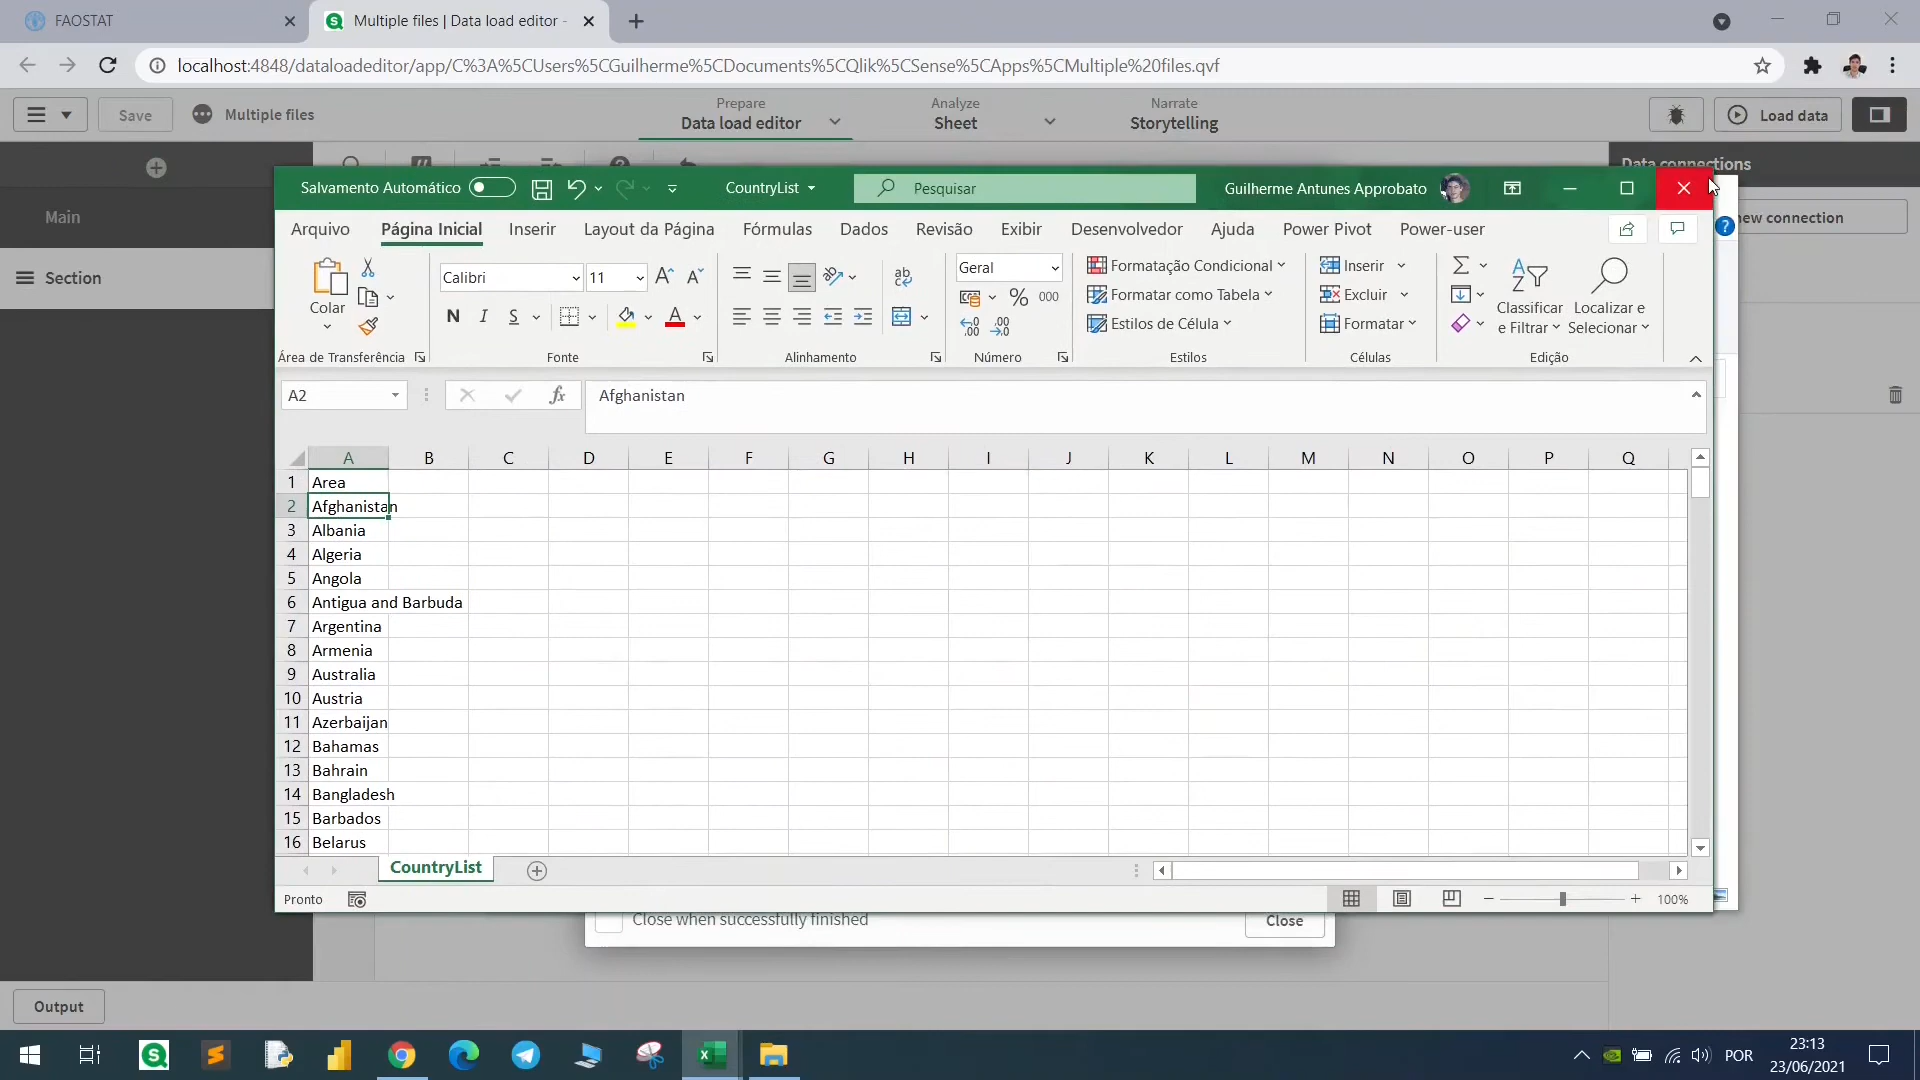 FAOSTAT
Multiple files | Data load editor -
localhost:4848/dataloadeditor/app/C%3A%5CUsers%5CGuilherme%5CDocuments%5CQlik%5CSense%5CApps%5CMultiple%20files.qvf
Save
Multiple files
Prepare
Data load editor
Analyze
Sheet
Narrate
Storytelling
Load data
Data connections
new connection
Main
Section
Salvamento Automático
CountryList
Pesquisar
Guilherme Antunes Approbato
Arquivo
Página Inicial
Inserir
Layout da Página
Fórmulas
Dados
Revisão
Exibir
Desenvolvedor
Ajuda
Power Pivot
Power-user
Colar
Área de Transferência
Calibri
11
N I S
Fonte
ab
Alinhamento
Geral
% 000
Número
Formatação Condicional
Formatar como Tabela
Estilos de Célula
Estilos
Inserir
Excluir
Formatar
Células
Classificar
e Filtrar
Localizar e
Selecionar
Edição
A2
fx
Afghanistan
A B C D E F G H I J K L M N O P Q
1 Area
2 Afghanistan
3 Albania
4 Algeria
5 Angola
6 Antigua and Barbuda
7 Argentina
8 Armenia
9 Australia
10 Austria
11 Azerbaijan
12 Bahamas
13 Bahrain
14 Bangladesh
15 Barbados
16 Belarus
CountryList
Pronto
100%
Close when successfully finished
Close
Output
POR
23:13
23/06/2021